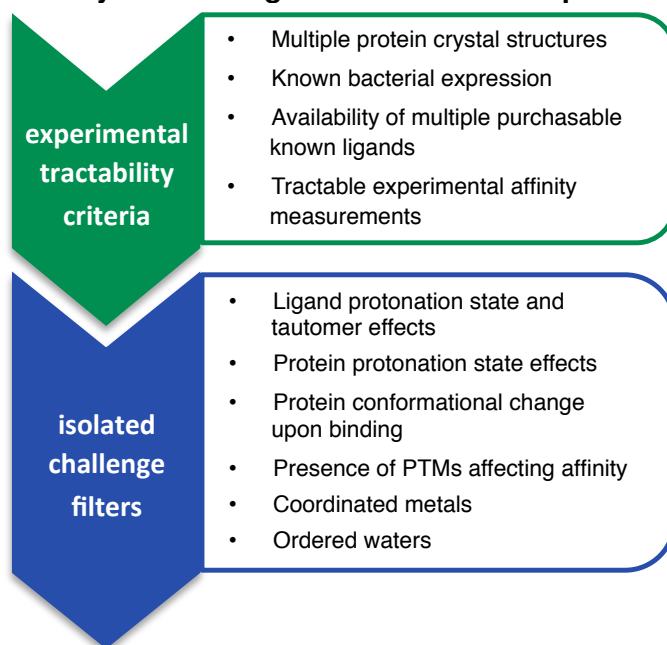 experimental
tractability
criteria
• Multiple protein crystal structures
• Known bacterial expression
• Availability of multiple purchasable
known ligands
• Tractable experimental affinity
measurements
isolated
challenge
filters
• Ligand protonation state and
tautomer effects
• Protein protonation state effects
• Protein conformational change
upon binding
• Presence of PTMs affecting affinity
• Coordinated metals
• Ordered waters